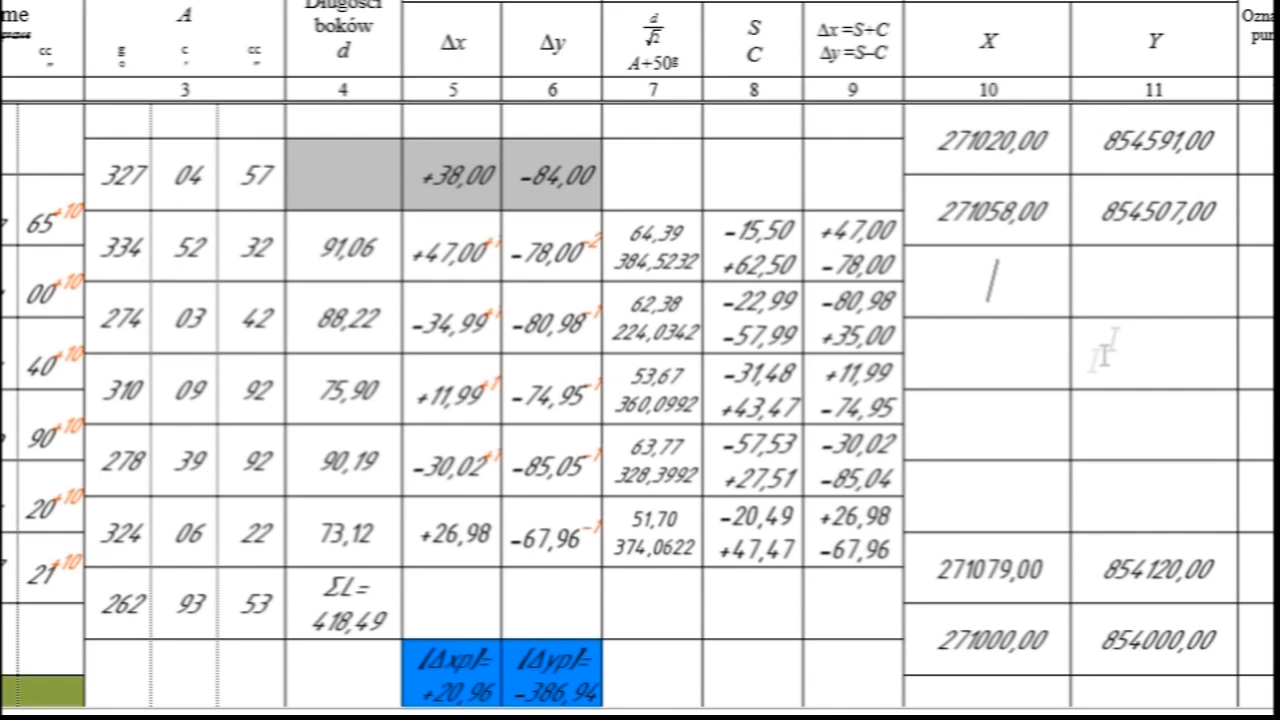 me A Długości boków d Δx Δy d/√2 A+50g S C Δx=S+C Δy=S–C X Y Ozna pun
cc g c cc
3 4 5 6 7 8 9 10 11
271020,00 854591,00
327 04 57 +38,00 –84,00
65+10 271058,00 854507,00
334 52 32 91,06 +47,00+1 –78,00–2 64,39 –15,50 +47,00
384,5232 +62,50 –78,00
00+10
274 03 42 88,22 –34,99+1 –80,98–1 62,38 –22,99 –80,98
224,0342 –57,99 +35,00
40+10
310 09 92 75,90 +11,99+1 –74,95–1 53,67 –31,48 +11,99
360,0992 +43,47 –74,95
90+10
278 39 92 90,19 –30,02+1 –85,05–1 63,77 –57,53 –30,02
328,3992 +27,51 –85,04
20+10
324 06 22 73,12 +26,98 –67,96–1 51,70 –20,49 +26,98
374,0622 +47,47 –67,96
21+10 271079,00 854120,00
262 93 53 ΣL=
418,49
271000,00 854000,00
[Δxp]= [Δyp]=
+20,96 –386,94